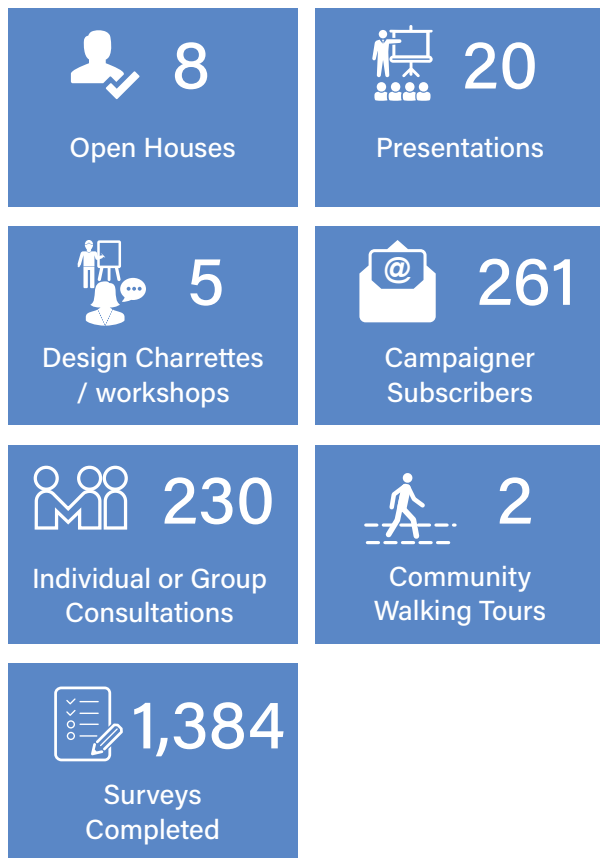 8
Open Houses
20
Presentations
5
Design Charrettes
/ workshops
@
261
Campaigner
Subscribers
230
Individual or Group
Consultations
2
Community
Walking Tours
1,384
Surveys
Completed